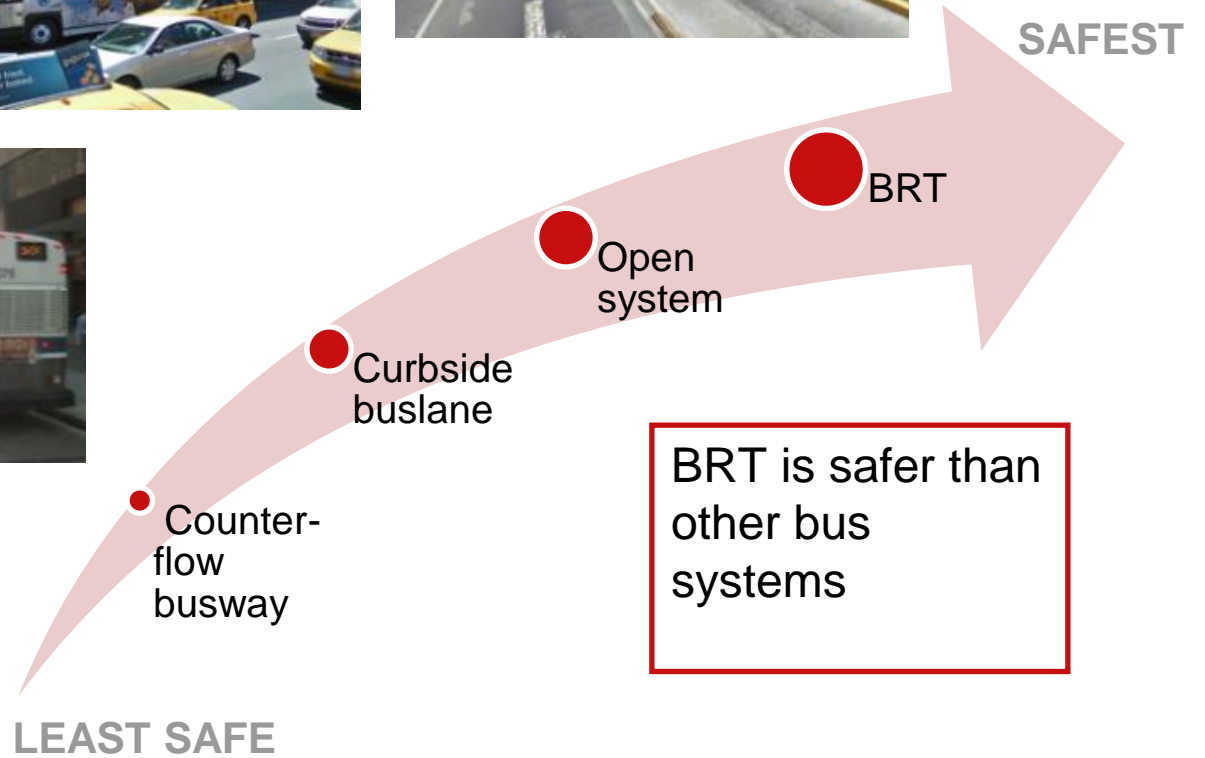 SAFEST
BRT
Open
system
Curbside
buslane
Counter-
flow
busway
BRT is safer than
other bus
systems
LEAST SAFE